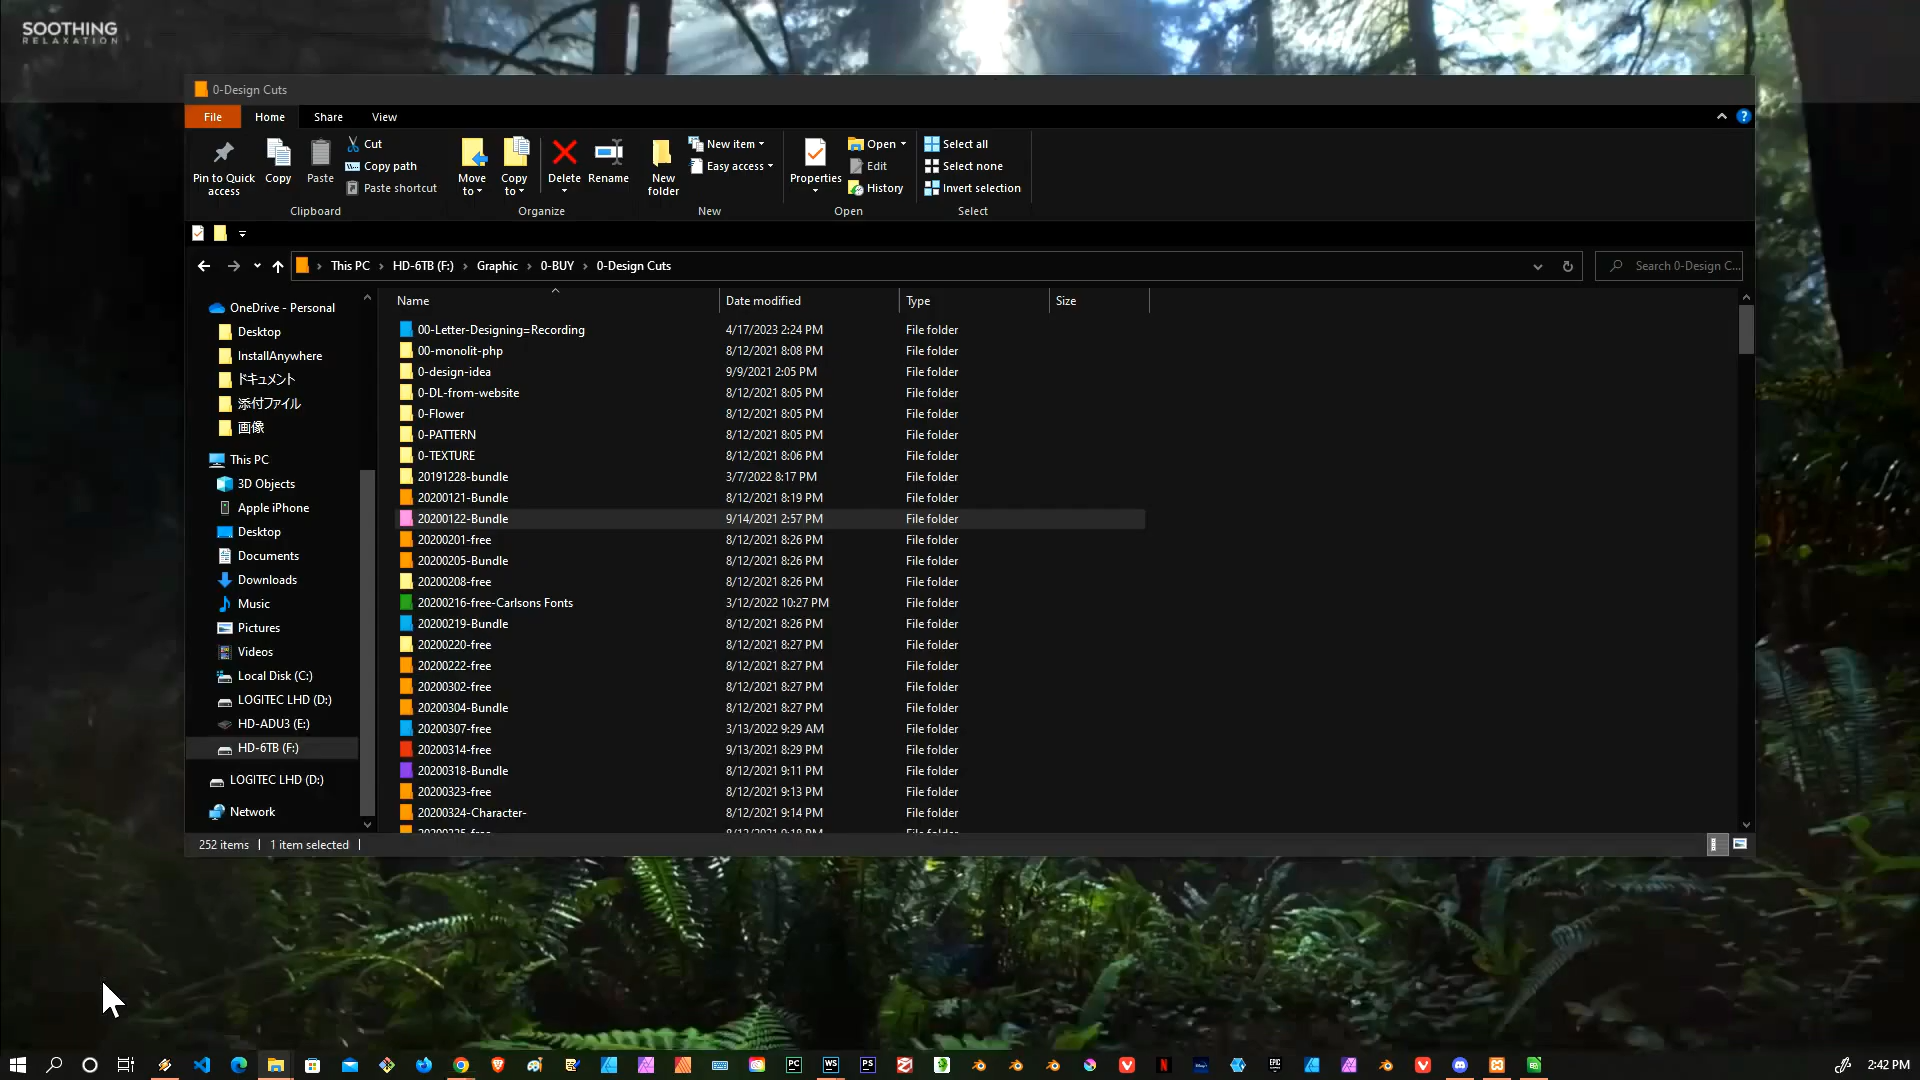 SOOTHING
RELAXATION
0-Design Cuts
File Home Share View
Pin to Quick access
Copy
Paste
Cut
Copy path
Paste shortcut
Move to
Copy to
Delete
Rename
New folder
New item
Easy access
Properties
Open
Edit
History
Select all
Select none
Invert selection
Clipboard Organize New Open Select
This PC HD-6TB (F:) Graphic 0-BUY 0-Design Cuts
Search 0-Design C...
OneDrive - Personal
Desktop
InstallAnywhere
ドキュメント
添付ファイル
画像
This PC
3D Objects
Apple iPhone
Desktop
Documents
Downloads
Music
Pictures
Videos
Local Disk (C:)
LOGITEC LHD (D:)
HD-ADU3 (E:)
HD-6TB (F:)
LOGITEC LHD (D:)
Network
Name Date modified Type Size
00-Letter-Designing=Recording 4/17/2023 2:24 PM File folder
00-monolit-php 8/12/2021 8:08 PM File folder
0-design-idea 9/9/2021 2:05 PM File folder
0-DL-from-website 8/12/2021 8:05 PM File folder
0-Flower 8/12/2021 8:05 PM File folder
0-PATTERN 8/12/2021 8:05 PM File folder
0-TEXTURE 8/12/2021 8:06 PM File folder
20191228-bundle 3/7/2022 8:17 PM File folder
20200121-Bundle 8/12/2021 8:19 PM File folder
20200122-Bundle 9/14/2021 2:57 PM File folder
20200201-free 8/12/2021 8:26 PM File folder
20200205-Bundle 8/12/2021 8:26 PM File folder
20200208-free 8/12/2021 8:26 PM File folder
20200216-free-Carlsons Fonts 3/12/2022 10:27 PM File folder
20200219-Bundle 8/12/2021 8:26 PM File folder
20200220-free 8/12/2021 8:27 PM File folder
20200222-free 8/12/2021 8:27 PM File folder
20200302-free 8/12/2021 8:27 PM File folder
20200304-Bundle 8/12/2021 8:27 PM File folder
20200307-free 3/13/2022 9:29 AM File folder
20200314-free 9/13/2021 8:29 PM File folder
20200318-Bundle 8/12/2021 9:11 PM File folder
20200323-free 8/12/2021 9:13 PM File folder
20200324-Character- 8/12/2021 9:14 PM File folder
252 items 1 item selected
2:42 PM